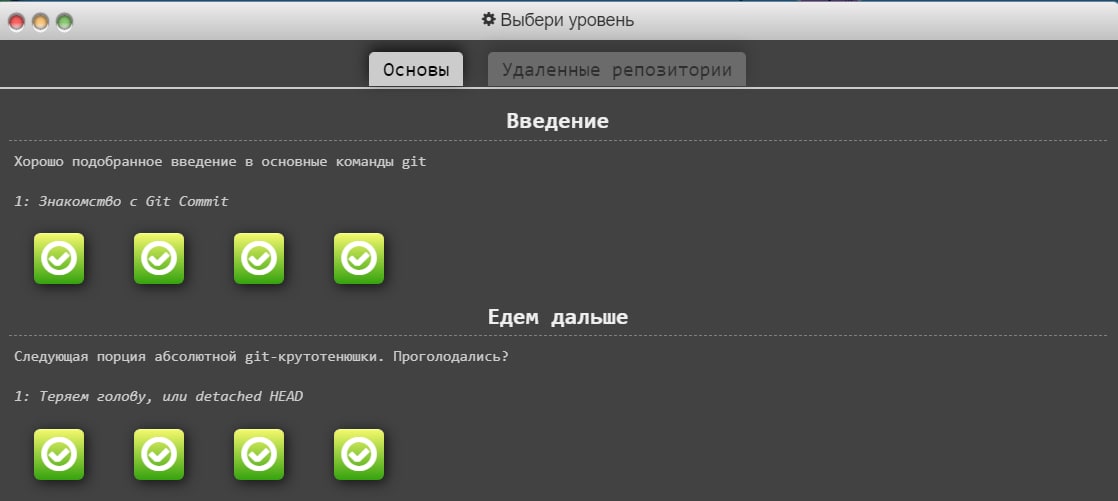 Выбери уровень
Основы
Удаленные репозитории
Введение
Хорошо подобранное введение в основные команды git
1: Знакомство с Git Commit
Едем дальше
Следующая порция абсолютной git-крутотенюшки. Проголодались?
1: Теряем голову, или detached HEAD